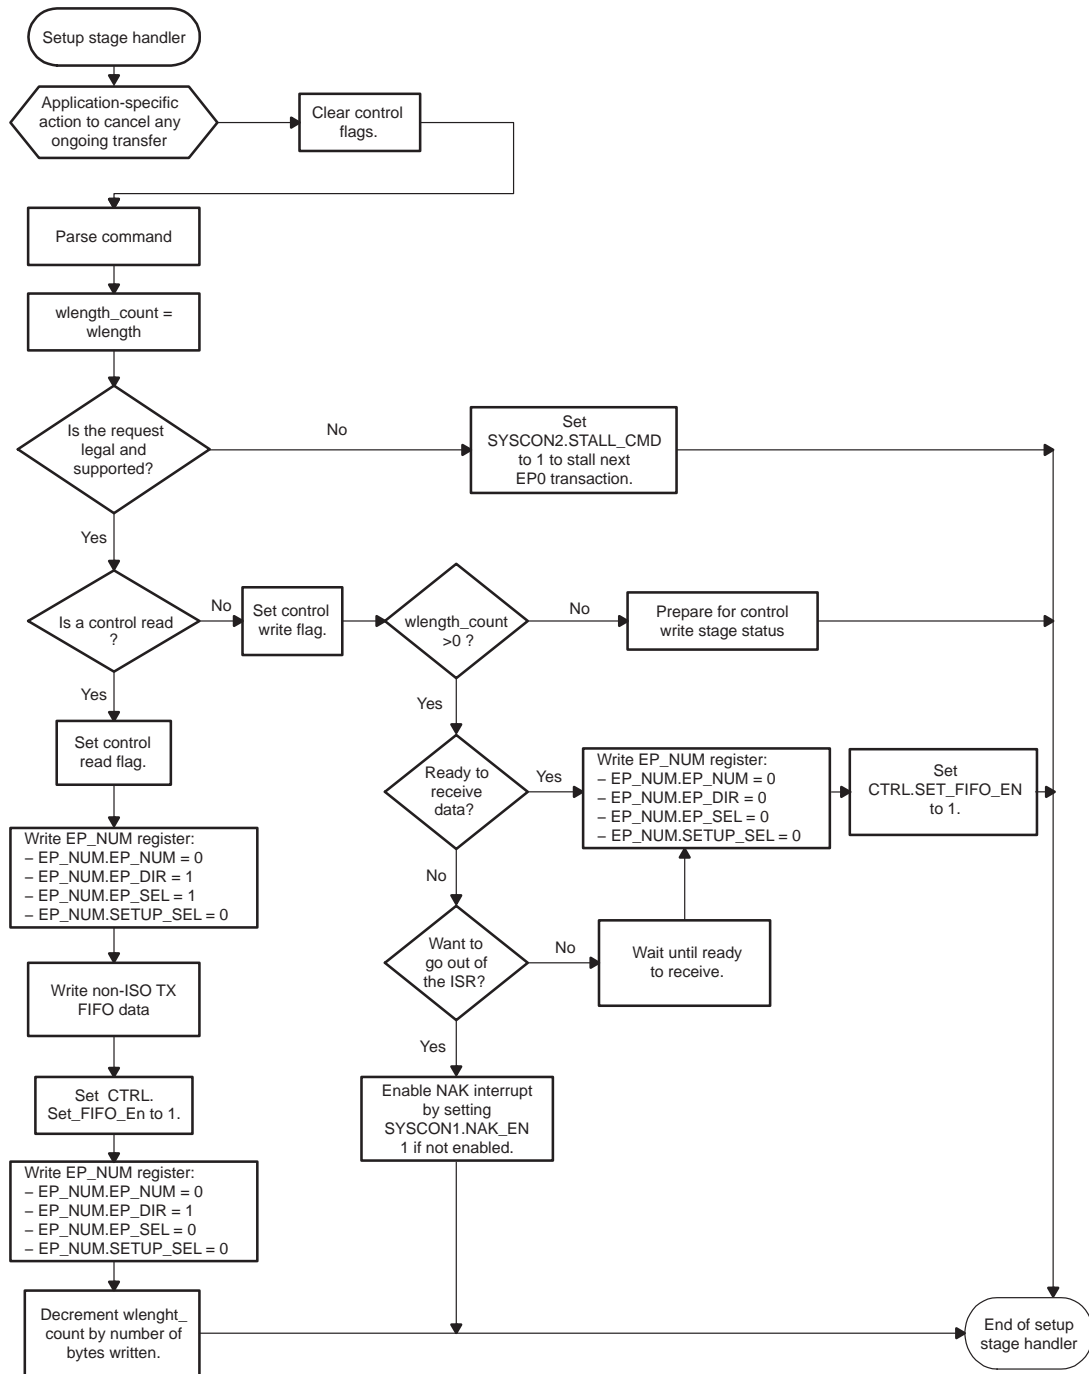 Setup stage handler
Application-specific
action to cancel any
ongoing transfer
Clear control
flags.
Parse command
wlength_count =
wlength
Is the request
legal and
supported?
No
Set
SYSCON2.STALL_CMD
to 1 to stall next
EP0 transaction.
Yes
Is a control read
?
No
Set control
write flag.
wlength_count
>0 ?
No
Prepare for control
write stage status
Yes
Set control
read flag.
Yes
Ready to
receive
data?
Yes
Write EP_NUM register:
– EP_NUM.EP_NUM = 0
– EP_NUM.EP_DIR = 0
– EP_NUM.EP_SEL = 0
– EP_NUM.SETUP_SEL = 0
Set
CTRL.SET_FIFO_EN
to 1.
Write EP_NUM register:
– EP_NUM.EP_NUM = 0
– EP_NUM.EP_DIR = 1
– EP_NUM.EP_SEL = 1
– EP_NUM.SETUP_SEL = 0
No
Want to
go out of
the ISR?
No
Wait until ready
to receive.
Write non-ISO TX
FIFO data
Yes
Set CTRL.
Set_FIFO_En to 1.
Enable NAK interrupt
by setting
SYSCON1.NAK_EN
1 if not enabled.
Write EP_NUM register:
– EP_NUM.EP_NUM = 0
– EP_NUM.EP_DIR = 1
– EP_NUM.EP_SEL = 0
– EP_NUM.SETUP_SEL = 0
Decrement wlenght_
count by number of
bytes written.
End of setup
stage handler